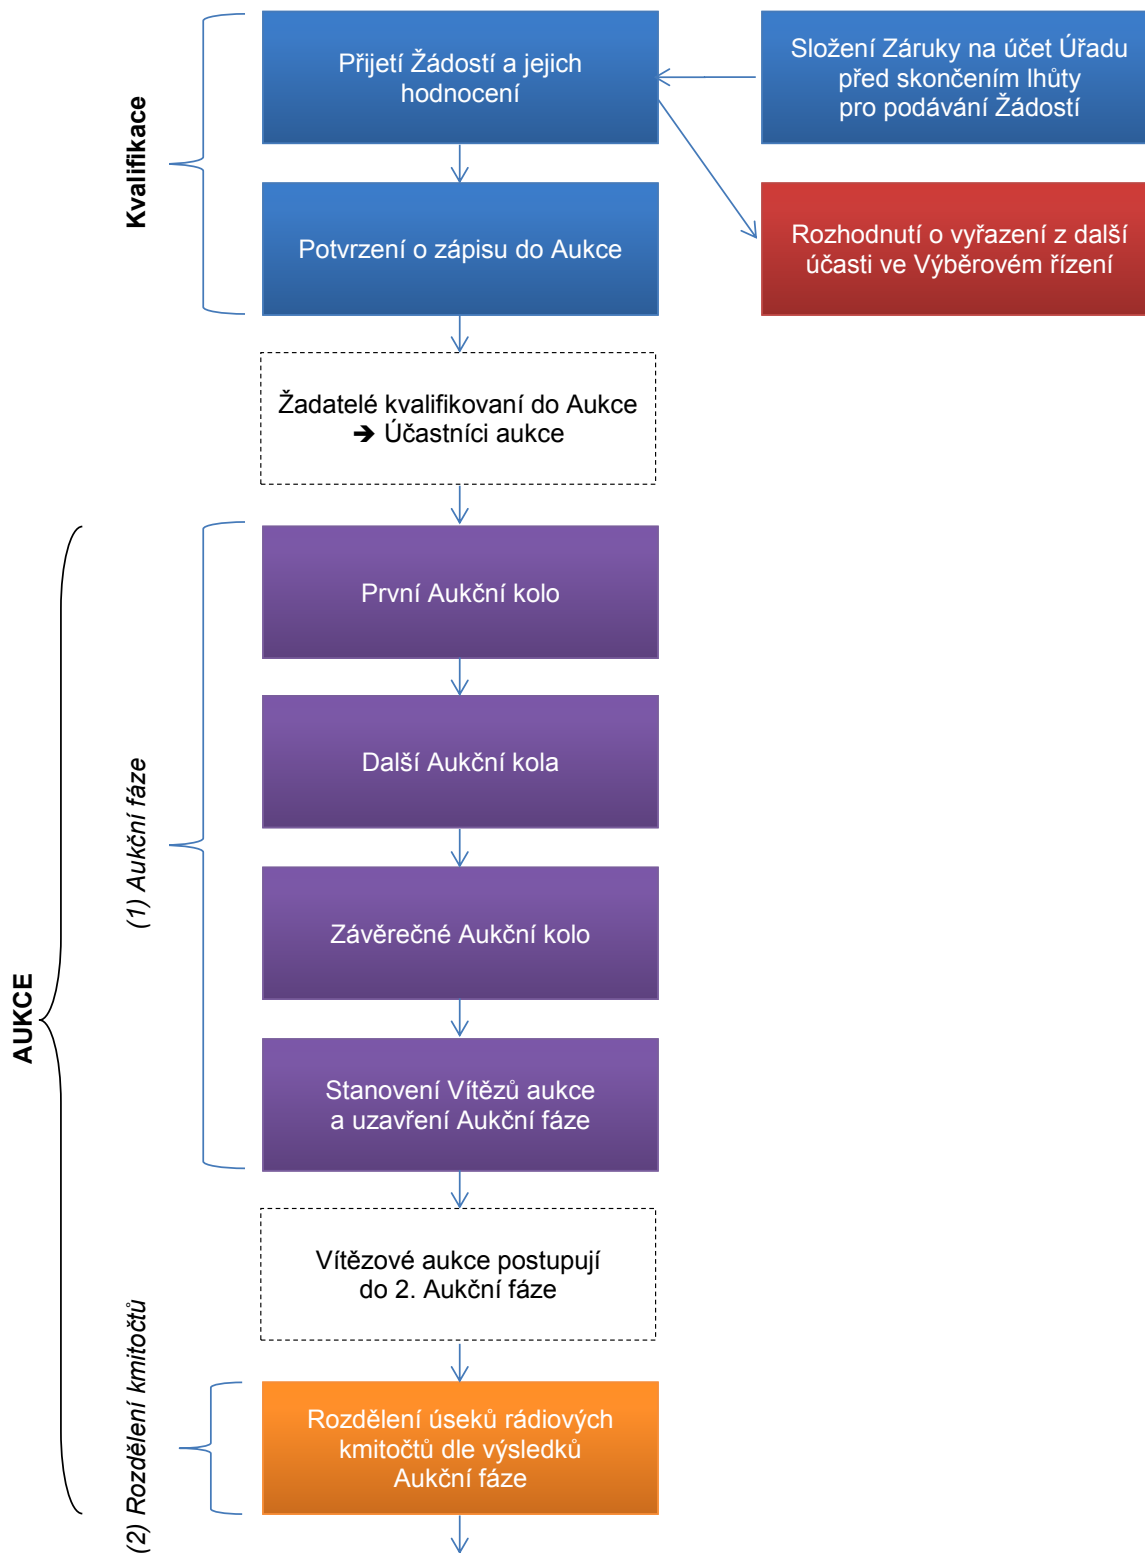 Kvalifikace
Přijetí Žádostí a jejich
hodnocení
Složení Záruky na účet Úřadu
před skončením lhůty
pro podávání Žádostí
Potvrzení o zápisu do Aukce
Rozhodnutí o vyřazení z další
účasti ve Výběrovém řízení
Žadatelé kvalifikovaní do Aukce
➔ Účastníci aukce
AUKCE
(1) Aukční fáze
První Aukční kolo
Další Aukční kola
Závěrečné Aukční kolo
Stanovení Vítězů aukce
a uzavření Aukční fáze
Vítězové aukce postupují
do 2. Aukční fáze
(2) Rozdělení kmitočtů
Rozdělení úseků rádiových
kmitočtů dle výsledků
Aukční fáze